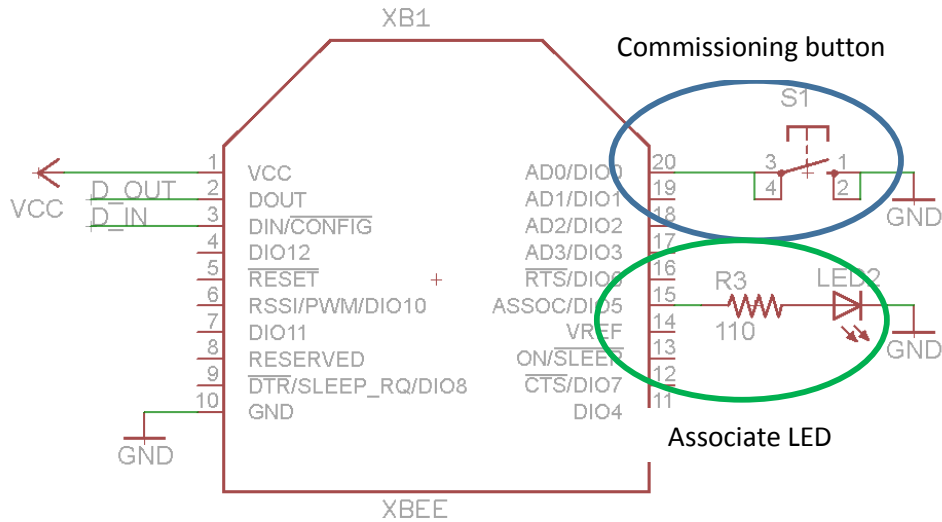 XB1
Commissioning button
S1
1 VCC
2 DOUT
3 DIN/CONFIG
4 DIO12
5 RESET
6 RSSI/PWM/DIO10
7 DIO11
8 RESERVED
9 DTR/SLEEP_RQ/DIO8
10 GND
VCC
D_OUT
D_IN
GND
AD0/DIO0 20
AD1/DIO1 19
AD2/DIO2 18
AD3/DIO3 17
RTS/DIO6 16
ASSOC/DIO5 15
VREF 14
ON/SLEEP 13
CTS/DIO7 12
DIO4 11
3 1
4 2
GND
R3 LED2
110
GND
Associate LED
XBEE